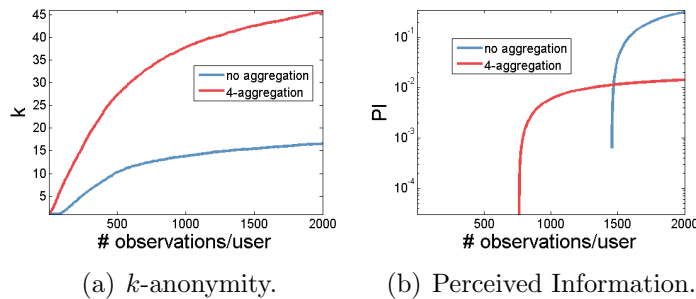 45
40
35
30
25
20
15
10
5
k
no aggregation
4-aggregation
500 1000 1500 2000
# observations/user
(a) k-anonymity.
10⁻¹
10⁻²
10⁻³
10⁻⁴
PI
no aggregation
4-aggregation
500 1000 1500 2000
# observations/user
(b) Perceived Information.